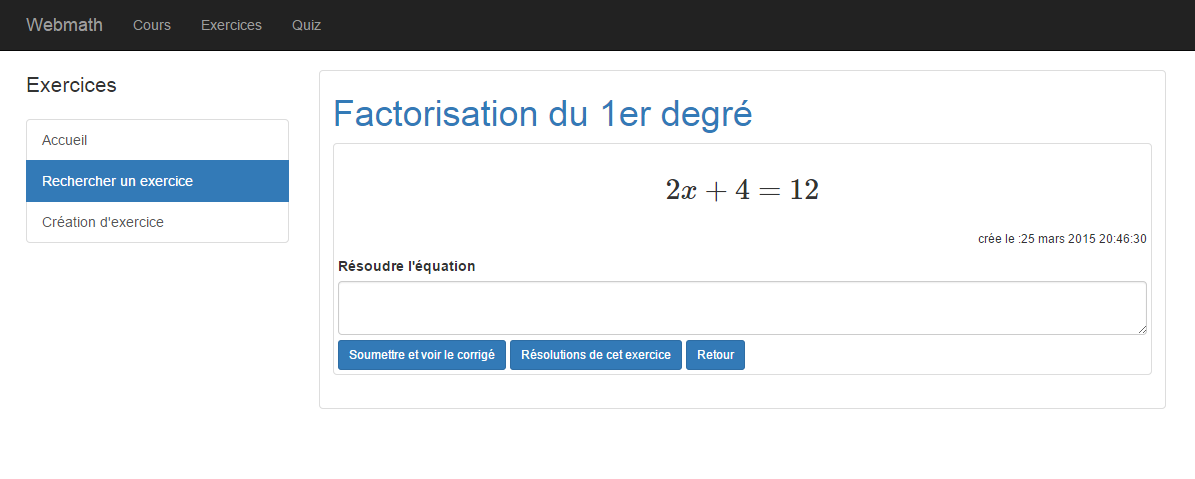 Webmath Cours Exercices Quiz
Exercices
Accueil
Rechercher un exercice
Création d'exercice
Factorisation du 1er degré
2x + 4 = 12
crée le :25 mars 2015 20:46:30
Résoudre l'équation
Soumettre et voir le corrigé Résolutions de cet exercice Retour